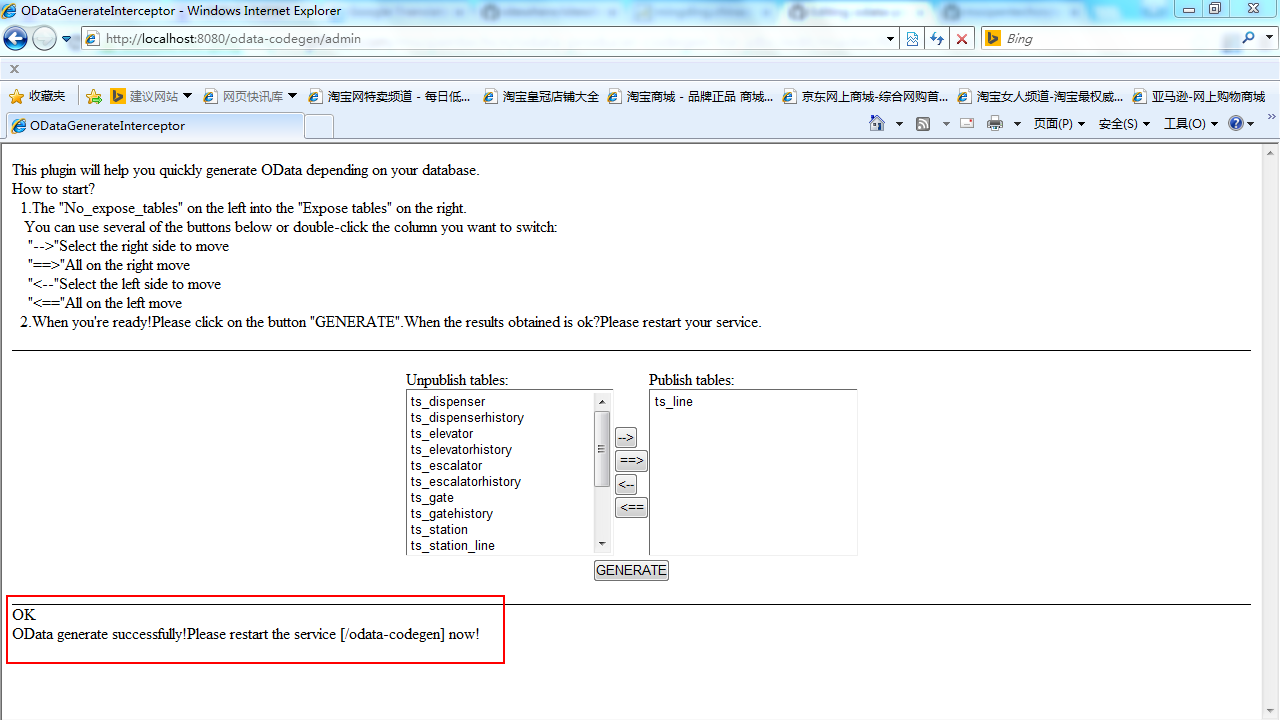 ODataGenerateInterceptor - Windows Internet Explorer
http://localhost:8080/odata-codegen/admin
Bing
x
收藏夹
建议网站
网页快讯库
淘宝网特卖频道 - 每日低...
淘宝皇冠店铺大全
淘宝商城 - 品牌正品 商城...
京东网上商城-综合网购首...
淘宝女人频道-淘宝最权威...
亚马逊-网上购物商城
ODataGenerateInterceptor
页面(P)
安全(S)
工具(O)
This plugin will help you quickly generate OData depending on your database.
How to start?
1.The "No_expose_tables" on the left into the "Expose tables" on the right.
You can use several of the buttons below or double-click the column you want to switch:
"-->"Select the right side to move
"==>"All on the right move
"<--"Select the left side to move
"<=="All on the left move
2.When you're ready!Please click on the button "GENERATE".When the results obtained is ok?Please restart your service.
Unpublish tables:
ts_dispenser
ts_dispenserhistory
ts_elevator
ts_elevatorhistory
ts_escalator
ts_escalatorhistory
ts_gate
ts_gatehistory
ts_station
ts_station_line
-->
==>
<--
<==
Publish tables:
ts_line
GENERATE
OK
OData generate successfully!Please restart the service [/odata-codegen] now!